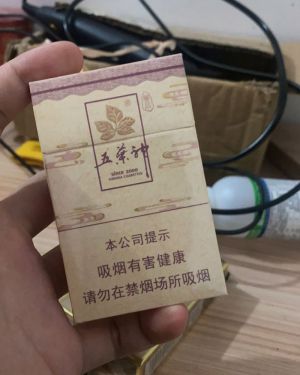 五葉神
since 2000
本公司提示
吸烟有害健康
请勿在禁烟场所吸烟